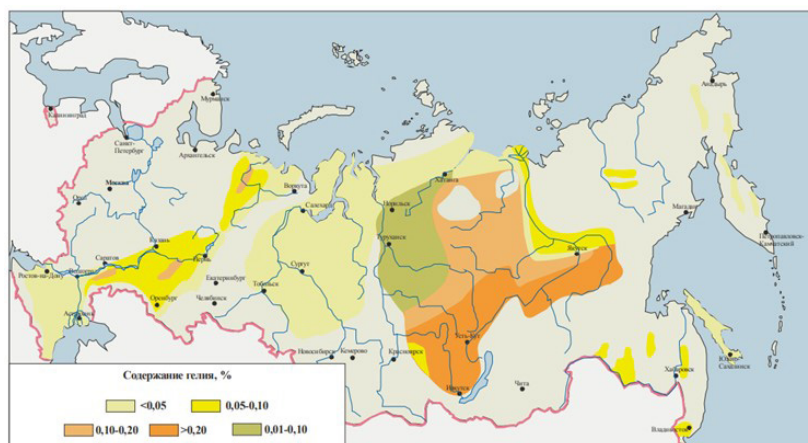 Анадырь
Мурманск
Калининград
Санкт-
Петербург
Архангельск
Москва
Орёл
Воркута
Салехард
Хатанга
Норильск
Туруханск
Магадан
Петропавловск-
Камчатский
Якутск
Казань
Пермь
Саратов
Ростов-на-Дону
Волгоград
Екатеринбург
Сургут
Тобольск
Оренбург
Челябинск
Астрахань
Новосибирск
Кемерово
Красноярск
Усть-Кут
Иркутск
Чита
Хабаровск
Южно-
Сахалинск
Владивосток
Содержание гелия, %
<0,05
0,05-0,10
0,10-0,20
>0,20
0,01-0,10